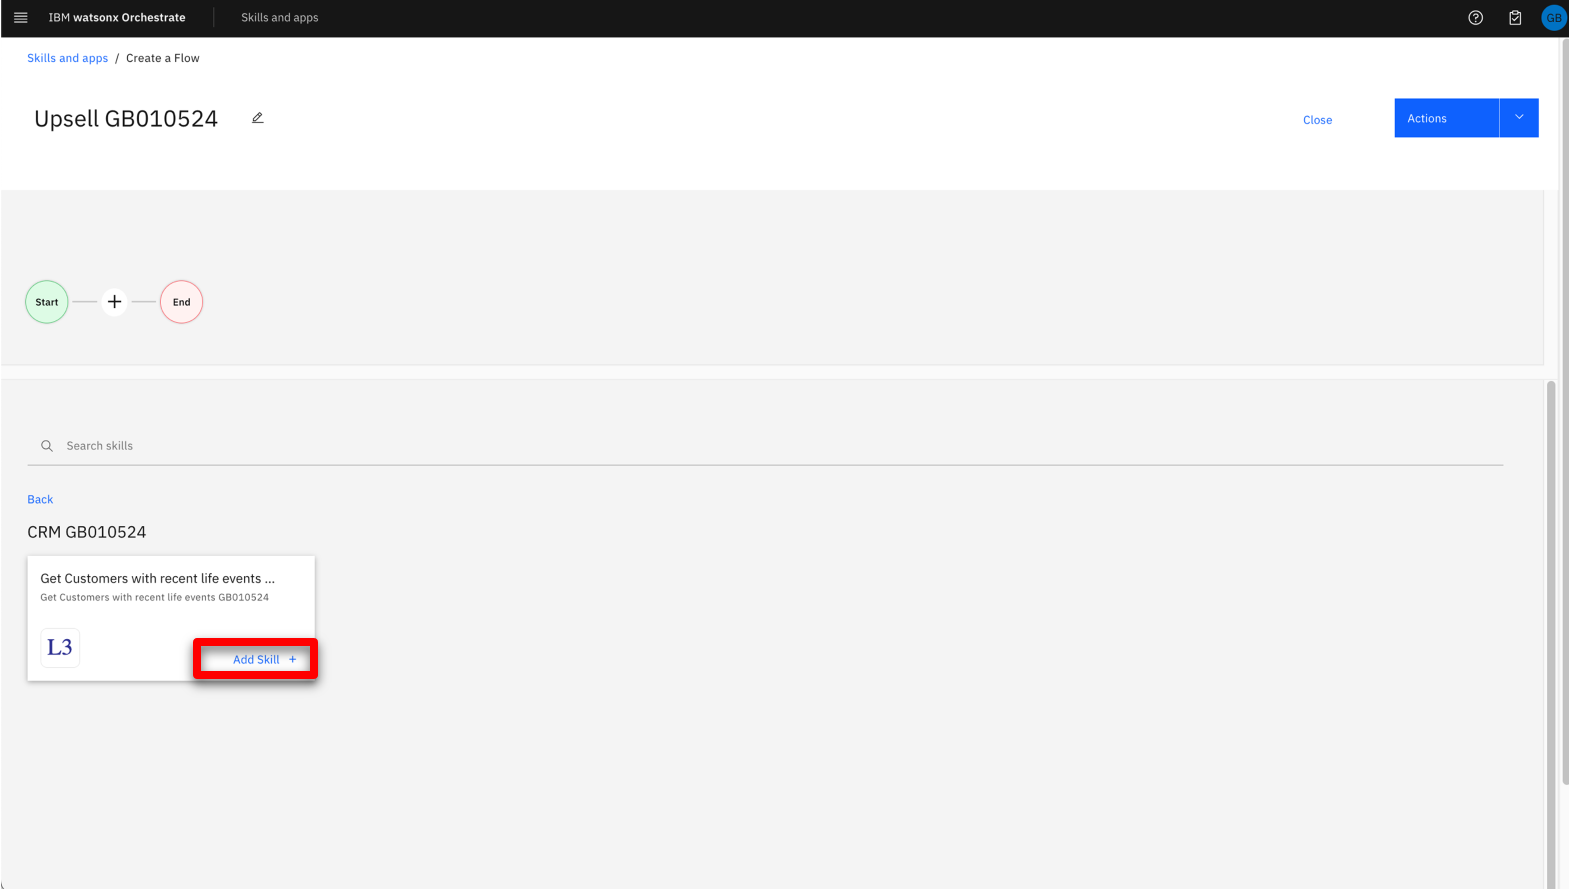 IBM watsonx Orchestrate
Skills and apps
GB
Skills and apps / Create a Flow
Upsell GB010524
Close
Actions
Start
End
Search skills
Back
CRM GB010524
Get Customers with recent life events ...
Get Customers with recent life events GB010524
L3
Add Skill +